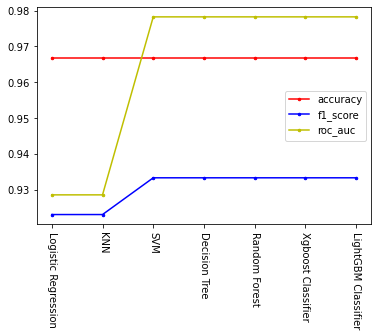 0.98
0.97
0.96
0.95
0.94
0.93
accuracy
f1_score
roc_auc
Logistic Regression
KNN
SVM
Decision Tree
Random Forest
Xgboost Classifier
LightGBM Classifier